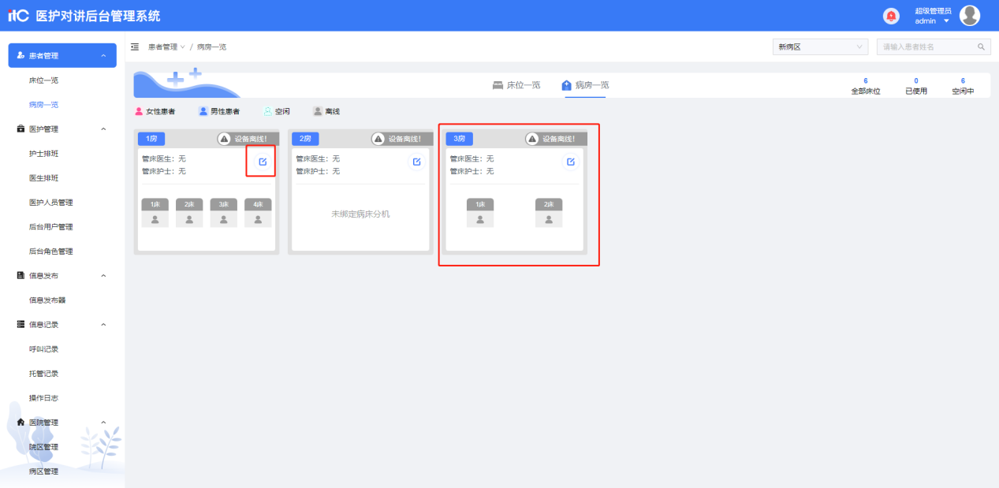 itC 医护对讲后台管理系统
超级管理员
admin
患者管理
床位一览
病房一览
医护管理
护士排班
医生排班
医护人员管理
后台用户管理
后台角色管理
信息发布
信息发布器
信息记录
呼叫记录
托管记录
操作日志
医院管理
院区管理
病区管理
患者管理 / 病房一览
新病区
请输入患者姓名
床位一览 病房一览
6 0 6
全部床位 已使用 空闲中
女性患者 男性患者 空闲 离线
1房 设备离线!
管床医生：无
管床护士：无
1床 2床 3床 4床
2房 设备离线!
管床医生：无
管床护士：无
未绑定病床分机
3房 设备离线!
管床医生：无
管床护士：无
1床 2床